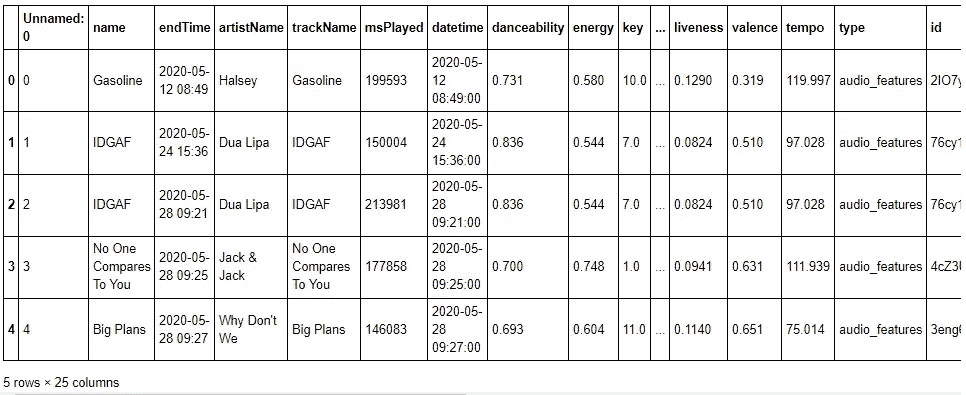 Unnamed: 0 name endTime artistName trackName msPlayed datetime danceability energy key ... liveness valence tempo type id
0 0 Gasoline 2020-05-12 08:49 Halsey Gasoline 199593 2020-05-12 08:49:00 0.731 0.580 10.0 ... 0.1290 0.319 119.997 audio_features 2IO7y
1 1 IDGAF 2020-05-24 15:36 Dua Lipa IDGAF 150004 2020-05-24 15:36:00 0.836 0.544 7.0 ... 0.0824 0.510 97.028 audio_features 76cy1
2 2 IDGAF 2020-05-28 09:21 Dua Lipa IDGAF 213981 2020-05-28 09:21:00 0.836 0.544 7.0 ... 0.0824 0.510 97.028 audio_features 76cy1
3 3 No One Compares To You 2020-05-28 09:25 Jack & Jack No One Compares To You 177858 2020-05-28 09:25:00 0.700 0.748 1.0 ... 0.0941 0.631 111.939 audio_features
4 4 Big Plans 2020-05-28 09:27 Why Don't We Big Plans 146083 2020-05-28 09:27:00 0.693 0.604 11.0 ... 0.1140 0.651 75.014 audio_features
5 rows × 25 columns